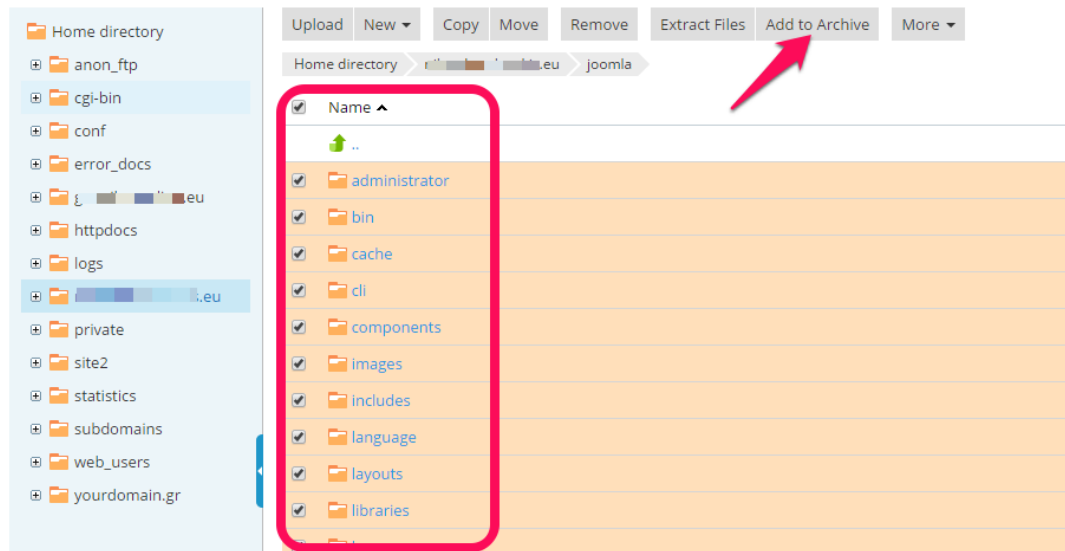 Home directory
anon_ftp
cgi-bin
conf
error_docs
.eu
httpdocs
logs
.eu
private
site2
statistics
subdomains
web_users
yourdomain.gr
Upload New Copy Move Remove Extract Files Add to Archive More
Home directory .eu joomla
Name
..
administrator
bin
cache
cli
components
images
includes
language
layouts
libraries